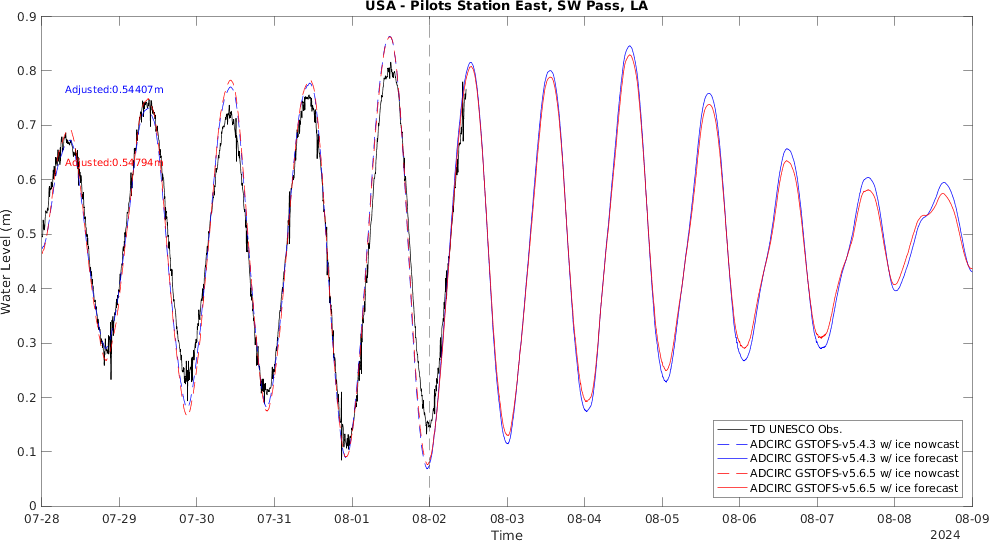 USA - Pilots Station East, SW Pass, LA
0.9
0.8
0.7
0.6
0.5
0.4
0.3
0.2
0.1
0
Water Level (m)
Adjusted:0.54407m
Adjusted:0.54794m
TD UNESCO Obs.
ADCIRC GSTOFS-v5.4.3 w/ ice nowcast
ADCIRC GSTOFS-v5.4.3 w/ ice forecast
ADCIRC GSTOFS-v5.6.5 w/ ice nowcast
ADCIRC GSTOFS-v5.6.5 w/ ice forecast
07-28 07-29 07-30 07-31 08-01 08-02 08-03 08-04 08-05 08-06 08-07 08-08 08-09
Time
2024